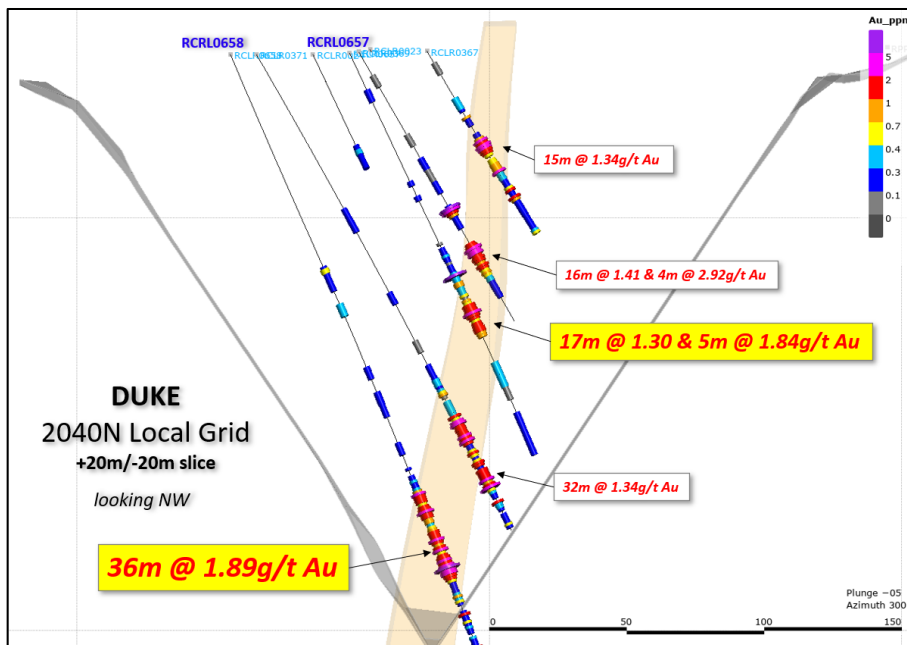 Au_ppm
5
2
1
0.7
0.4
0.3
0.1
0
RCRL0658
RCRL0657
RCLR0371
RCLR0367
15m @ 1.34g/t Au
16m @ 1.41 & 4m @ 2.92g/t Au
17m @ 1.30 & 5m @ 1.84g/t Au
DUKE
2040N Local Grid
+20m/-20m slice
looking NW
32m @ 1.34g/t Au
36m @ 1.89g/t Au
Plunge −05
Azimuth 300
0
50
100
150